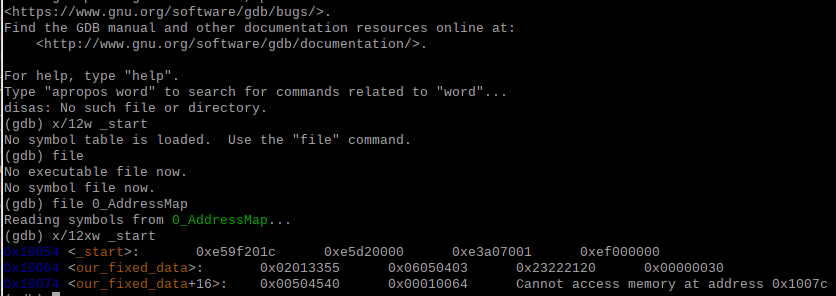 <https://www.gnu.org/software/gdb/bugs/>.
Find the GDB manual and other documentation resources online at:
    <http://www.gnu.org/software/gdb/documentation/>.

For help, type "help".
Type "apropos word" to search for commands related to "word"...
disas: No such file or directory.
(gdb) x/12w _start
No symbol table is loaded.  Use the "file" command.
(gdb) file
No executable file now.
No symbol file now.
(gdb) file 0_AddressMap
Reading symbols from 0_AddressMap...
(gdb) x/12xw _start
0x10054 <_start>:       0xe59f201c      0xe5d20000      0xe3a07001      0xef000000
0x10064 <our_fixed_data>:       0x02013355      0x06050403      0x23222120      0x00000030
0x10074 <our_fixed_data+16>:    0x00504540      0x00010064      Cannot access memory at address 0x1007c
(gdb)